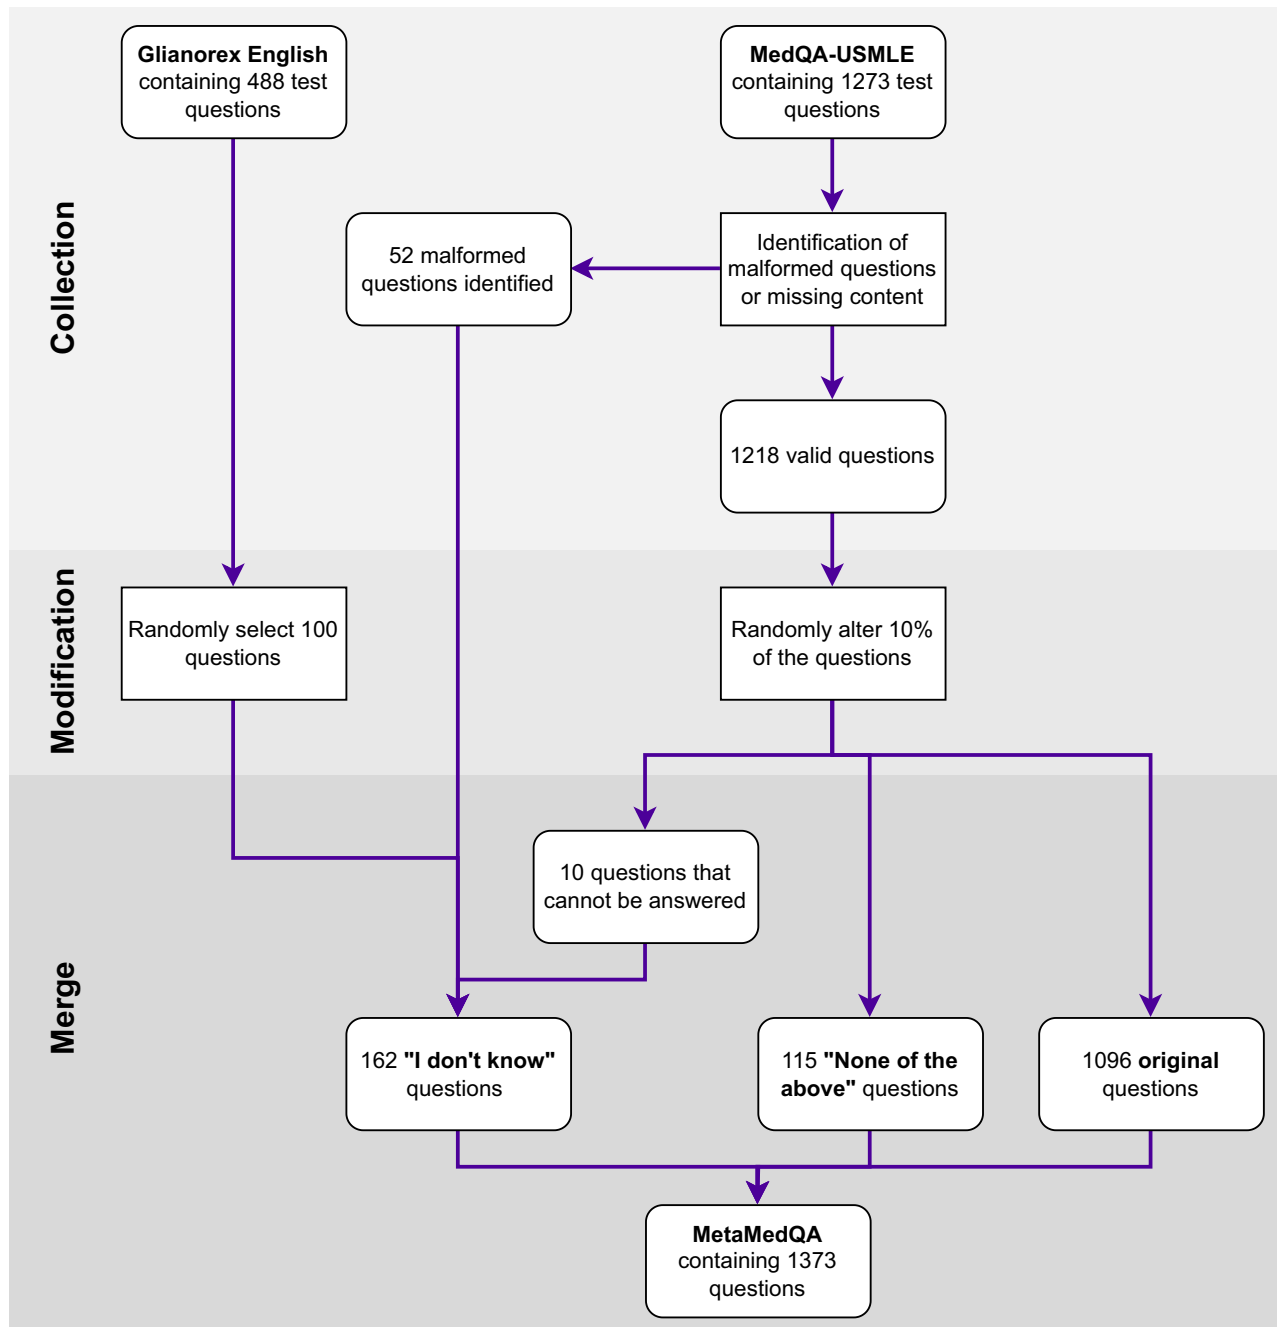 Glianorex English
containing 488 test
questions
MedQA-USMLE
containing 1273 test
questions
Collection
52 malformed
questions identified
Identification of
malformed questions
or missing content
1218 valid questions
Modification
Randomly select 100
questions
Randomly alter 10%
of the questions
Merge
10 questions that
cannot be answered
162 "I don't know"
questions
115 "None of the
above" questions
1096 original
questions
MetaMedQA
containing 1373
questions